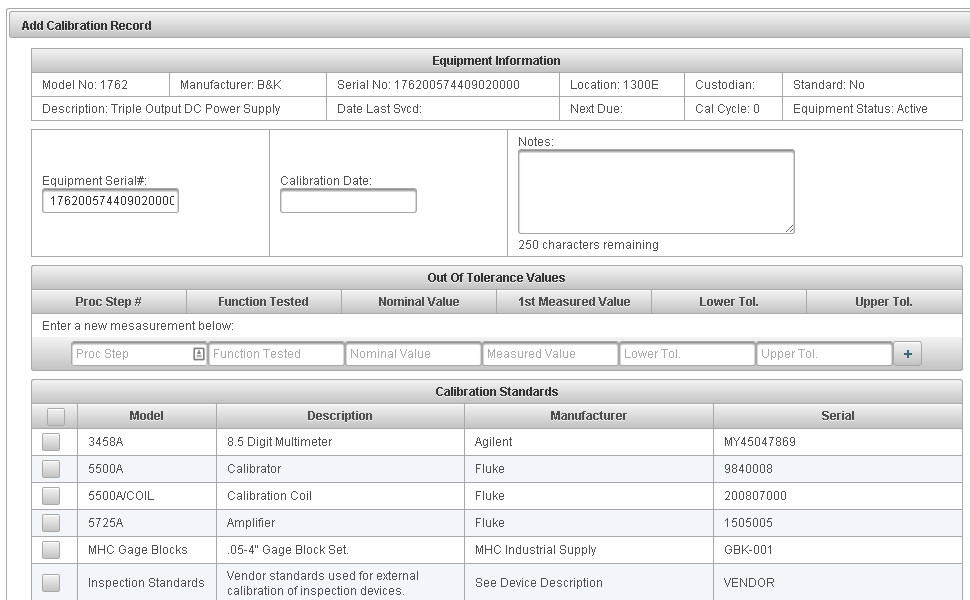 Add Calibration Record
Equipment Information
Model No: 1762 Manufacturer: B&K Serial No: 176200574409020000 Location: 1300E Custodian: Standard: No
Description: Triple Output DC Power Supply Date Last Svcd: Next Due: Cal Cycle: 0 Equipment Status: Active
Notes:
Equipment Serial#: Calibration Date:
17620057440902000
250 characters remaining
Out Of Tolerance Values
Proc Step # Function Tested Nominal Value 1st Measured Value Lower Tol. Upper Tol.
Enter a new mesasurement below:
Proc Step Function Tested Nominal Value Measured Value Lower Tol. Upper Tol. +
Calibration Standards
Model Description Manufacturer Serial
3458A 8.5 Digit Multimeter Agilent MY45047869
5500A Calibrator Fluke 9840008
5500A/COIL Calibration Coil Fluke 200807000
5725A Amplifier Fluke 1505005
MHC Gage Blocks .05-4" Gage Block Set. MHC Industrial Supply GBK-001
Inspection Standards Vendor standards used for external See Device Description VENDOR
calibration of inspection devices.